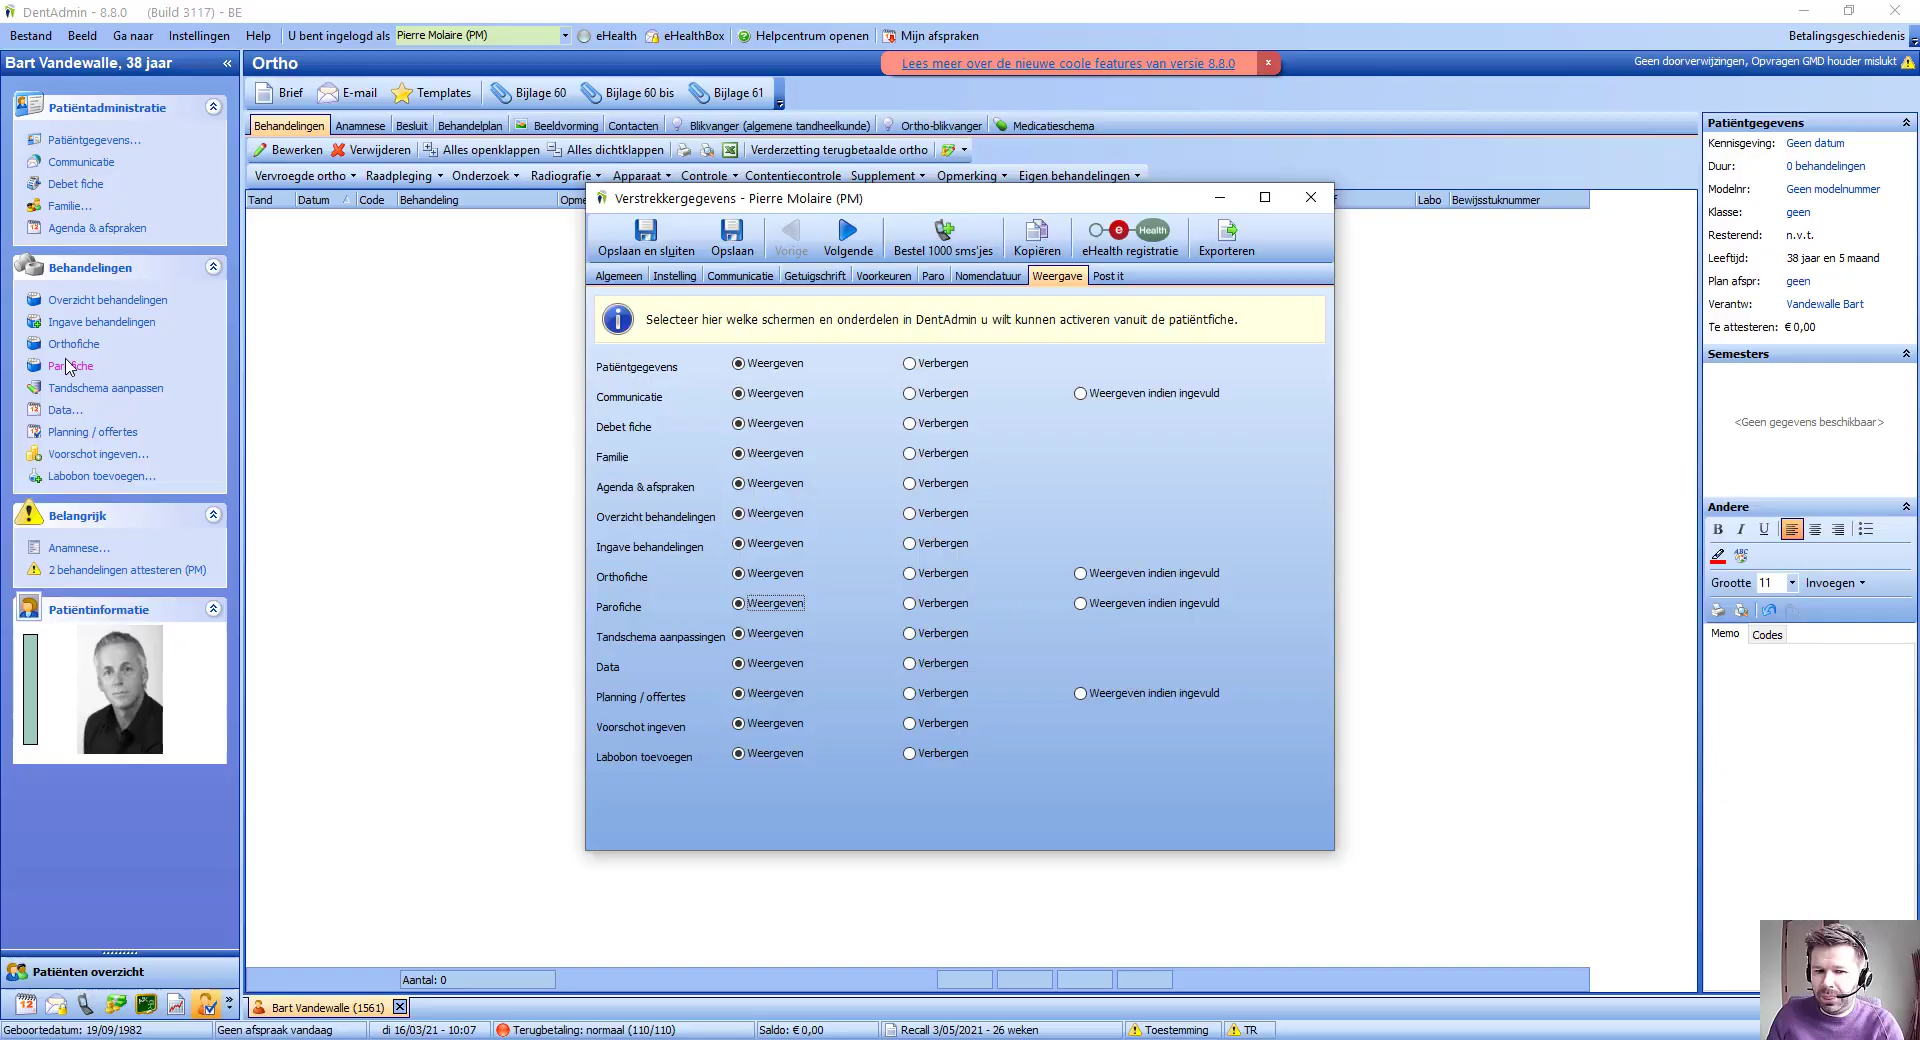 DentAdmin - 8.8.0 (Build 3117) - BE
Bestand Beeld Ga naar Instellingen Help U bent ingelogd als Pierre Molaire (PM) eHealth eHealthBox Helpcentrum openen Mijn afspraken Betalingsgeschiedenis
Bart Vandewalle, 38 jaar «
Ortho
Lees meer over de nieuwe coole features van versie 8.8.0 x
Geen doorverwijzingen, Opvragen GMD houder mislukt
Brief E-mail Templates Bijlage 60 Bijlage 60 bis Bijlage 61
Behandelingen Anamnese Besluit Behandelplan Beeldvorming Contacten Blikvanger (algemene tandheelkunde) Ortho-blikvanger Medicatieschema
Bewerken Verwijderen Alles openklappen Alles dichtklappen Verderzetting terugbetaalde ortho
Vervroegde ortho Raadpleging Onderzoek Radiografie Apparaat Controle Contentiecontrole Supplement Opmerking Eigen behandelingen
Tand Datum Code Behandeling Opme Labo Bewijsstuknummer
Patiëntadministratie
Patiëntgegevens...
Communicatie
Debet fiche
Familie...
Agenda & afspraken
Behandelingen
Overzicht behandelingen
Ingave behandelingen
Orthofiche
Parofiche
Tandschema aanpassen
Data...
Planning / offertes
Voorschot ingeven...
Labobon toevoegen...
Belangrijk
Anamnese...
2 behandelingen attesteren (PM)
Patiëntinformatie
Patiënten overzicht
Verstrekkergegevens - Pierre Molaire (PM)
Opslaan en sluiten Opslaan Vorige Volgende Bestel 1000 sms'jes Kopiëren e Health eHealth registratie Exporteren
Algemeen Instelling Communicatie Getuigschrift Voorkeuren Paro Nomenclatuur Weergave Post it
Selecteer hier welke schermen en onderdelen in DentAdmin u wilt kunnen activeren vanuit de patiëntfiche.
Patiëntgegevens Weergeven Verbergen
Communicatie Weergeven Verbergen Weergeven indien ingevuld
Debet fiche Weergeven Verbergen
Familie Weergeven Verbergen
Agenda & afspraken Weergeven Verbergen
Overzicht behandelingen Weergeven Verbergen
Ingave behandelingen Weergeven Verbergen
Orthofiche Weergeven Verbergen Weergeven indien ingevuld
Parofiche Weergeven Verbergen Weergeven indien ingevuld
Tandschema aanpassingen Weergeven Verbergen
Data Weergeven Verbergen
Planning / offertes Weergeven Verbergen Weergeven indien ingevuld
Voorschot ingeven Weergeven Verbergen
Labobon toevoegen Weergeven Verbergen
Patiëntgegevens
Kennisgeving: Geen datum
Duur: 0 behandelingen
Modelnr: Geen modelnummer
Klasse: geen
Resterend: n.v.t.
Leeftijd: 38 jaar en 5 maand
Plan afspr: geen
Verantw: Vandewalle Bart
Te attesteren: € 0,00
Semesters
<Geen gegevens beschikbaar>
Andere
B I U
ABC
Grootte 11 Invoegen
Memo Codes
Aantal: 0
12 Bart Vandewalle (1561)
Geboortedatum: 19/09/1982 Geen afspraak vandaag di 16/03/21 - 10:07 Terugbetaling: normaal (110/110) Saldo: € 0,00 Recall 3/05/2021 - 26 weken Toestemming TR